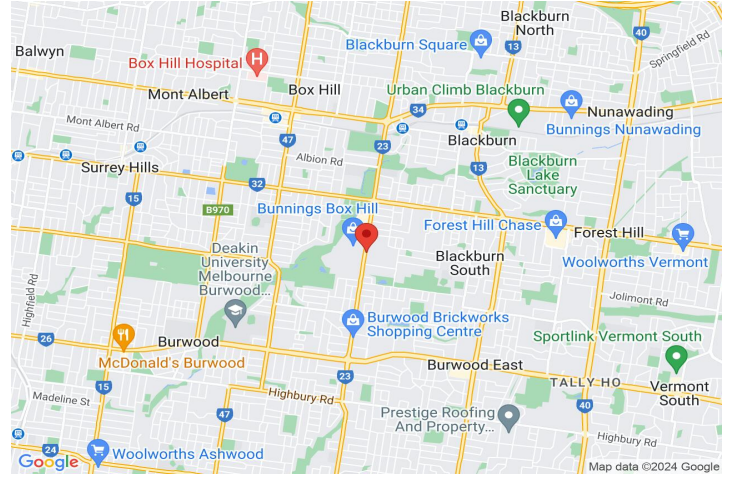 Blackburn
North
40
Springfield Rd
Balwyn
Blackburn Square
13
Box Hill Hospital
H
Urban Climb Blackburn
Mont Albert
Box Hill
34
Nunawading
Bunnings Nunawading
Mont Albert Rd
47
23
Blackburn
Albion Rd
13
Blackburn
Lake
Sanctuary
Surrey Hills
32
15
B970
Bunnings Box Hill
Forest Hill Chase
Forest Hill
Deakin
University
Melbourne
Burwood...
Blackburn
South
Woolworths Vermont
Highfield Rd
Jolimont Rd
Burwood Brickworks
Shopping Centre
26
Burwood
Sportlink Vermont South
McDonald's Burwood
Burwood East
23
TALLY HO
15
Vermont
South
Madeline St
Highbury Rd
47
40
Prestige Roofing
And Property...
Highbury Rd
24
Woolworths Ashwood
Google
Map data ©2024 Google